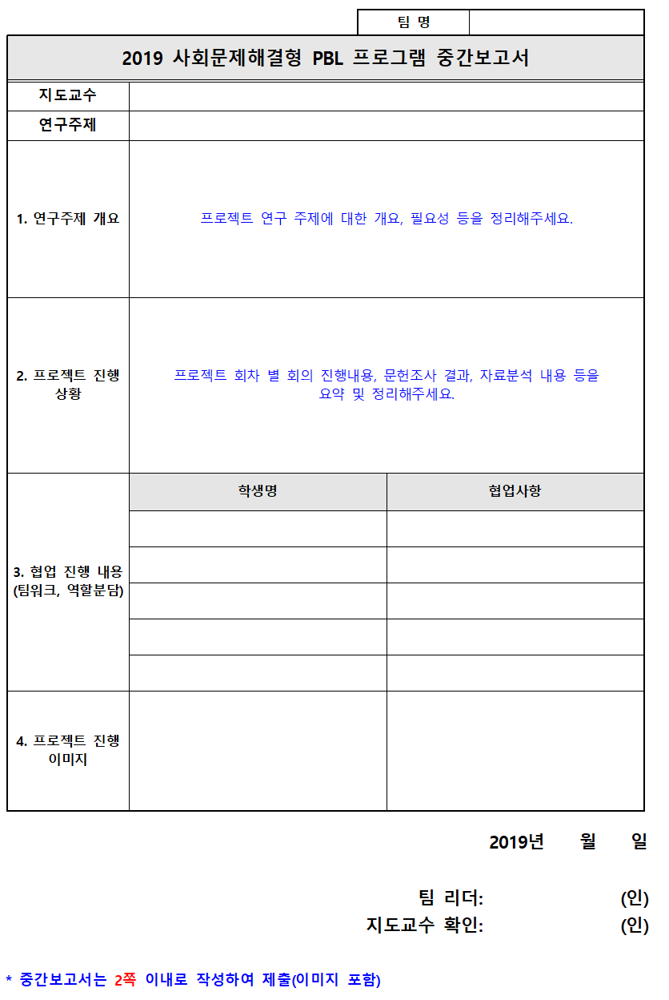 팀 명
2019 사회문제해결형 PBL 프로그램 중간보고서
지도교수
연구주제
1. 연구주제 개요
프로젝트 연구 주제에 대한 개요, 필요성 등을 정리해주세요.
2. 프로젝트 진행
상황
프로젝트 회차 별 회의 진행내용, 문헌조사 결과, 자료분석 내용 등을
요약 및 정리해주세요.
3. 협업 진행 내용
(팀워크, 역할분담)
학생명 협업사항
4. 프로젝트 진행
이미지
2019년 월 일
팀 리더: (인)
지도교수 확인: (인)
* 중간보고서는 2쪽 이내로 작성하여 제출(이미지 포함)